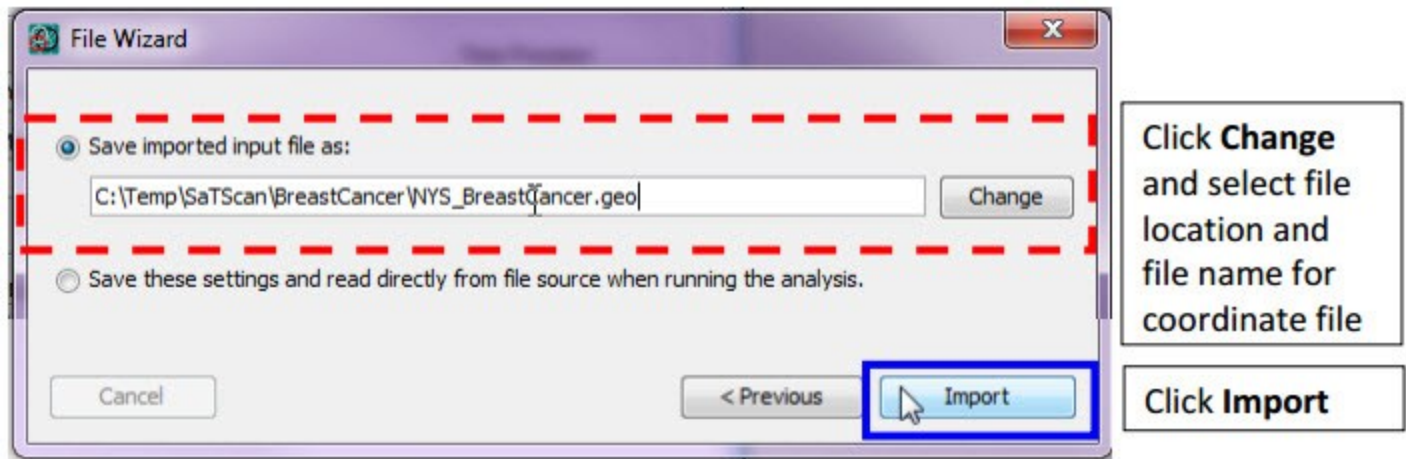 File Wizard
Save imported input file as:
C:\Temp\SaTScan\BreastCancer\NYS_BreastCancer.geo
Change
Save these settings and read directly from file source when running the analysis.
Cancel
< Previous
Import
Click Change
and select file
location and
file name for
coordinate file
Click Import